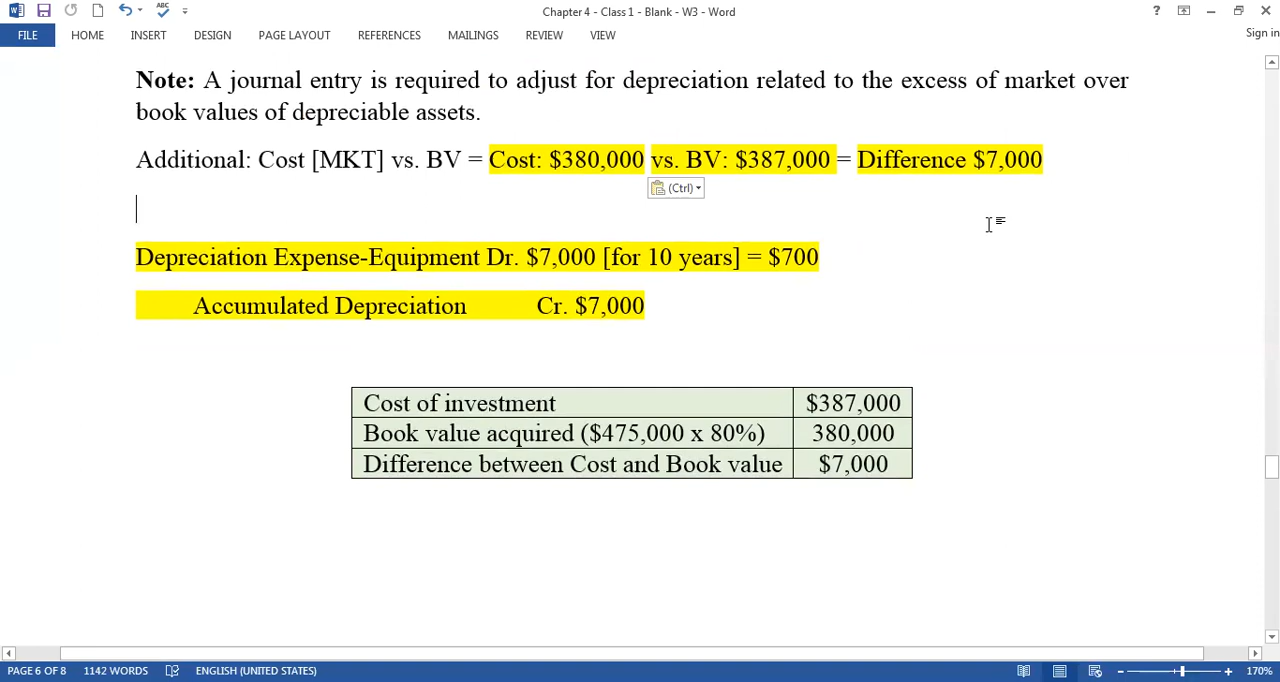 Chapter 4 - Class 1 - Blank - W3 - Word
?
Sign in
FILE HOME INSERT DESIGN PAGE LAYOUT REFERENCES MAILINGS REVIEW VIEW
Note: A journal entry is required to adjust for depreciation related to the excess of market over
book values of depreciable assets.
Additional: Cost [MKT] vs. BV = Cost: $380,000 vs. BV: $387,000 = Difference $7,000
(Ctrl)
Depreciation Expense-Equipment Dr. $7,000 [for 10 years] = $700
Accumulated Depreciation Cr. $7,000
Cost of investment $387,000
Book value acquired ($475,000 x 80%) 380,000
Difference between Cost and Book value $7,000
PAGE 6 OF 8 1142 WORDS ENGLISH (UNITED STATES) 170%